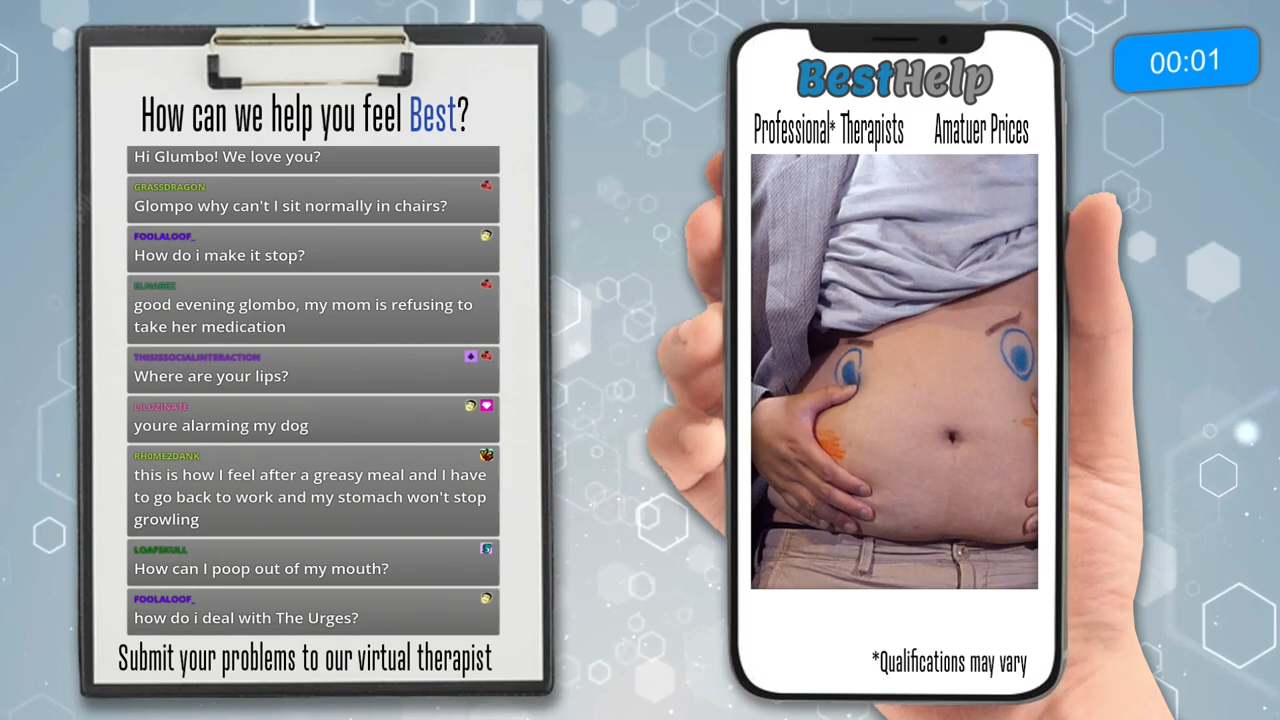 How can we help you feel Best?
Hi Glumbo! We love you?
GRASSDRAGON
Glompo why can't I sit normally in chairs?
FOOLALOOF_
How do i make it stop?
good evening glombo, my mom is refusing to
take her medication
THISISSOCIALINTERACTION
Where are your lips?
LILUZINATE
youre alarming my dog
RH0ME2DANK
this is how I feel after a greasy meal and I have
to go back to work and my stomach won't stop
growling
LOAFSKULL
How can I poop out of my mouth?
FOOLALOOF_
how do i deal with The Urges?
Submit your problems to our virtual therapist
BestHelp
Professional* Therapists Amatuer Prices
*Qualifications may vary
00:01